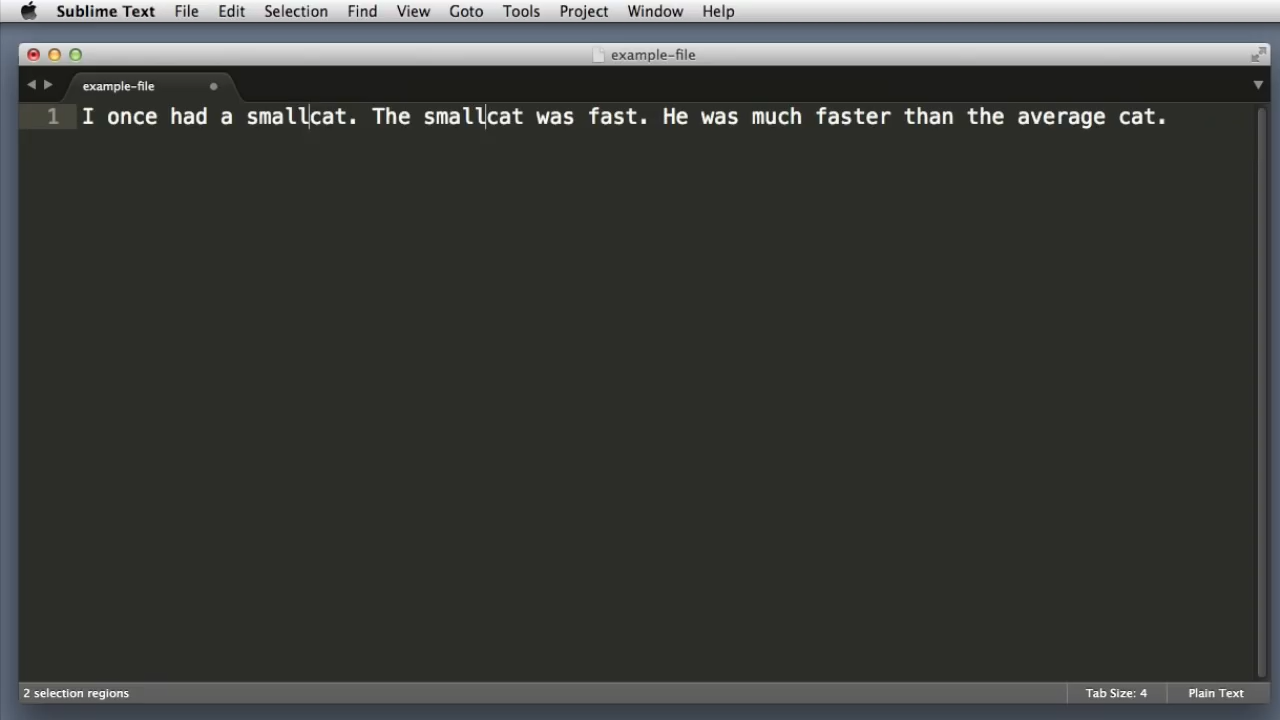 Sublime Text File Edit Selection Find View Goto Tools Project Window Help
example-file
example-file
1 I once had a smallcat. The smallcat was fast. He was much faster than the average cat.
2 selection regions Tab Size: 4 Plain Text